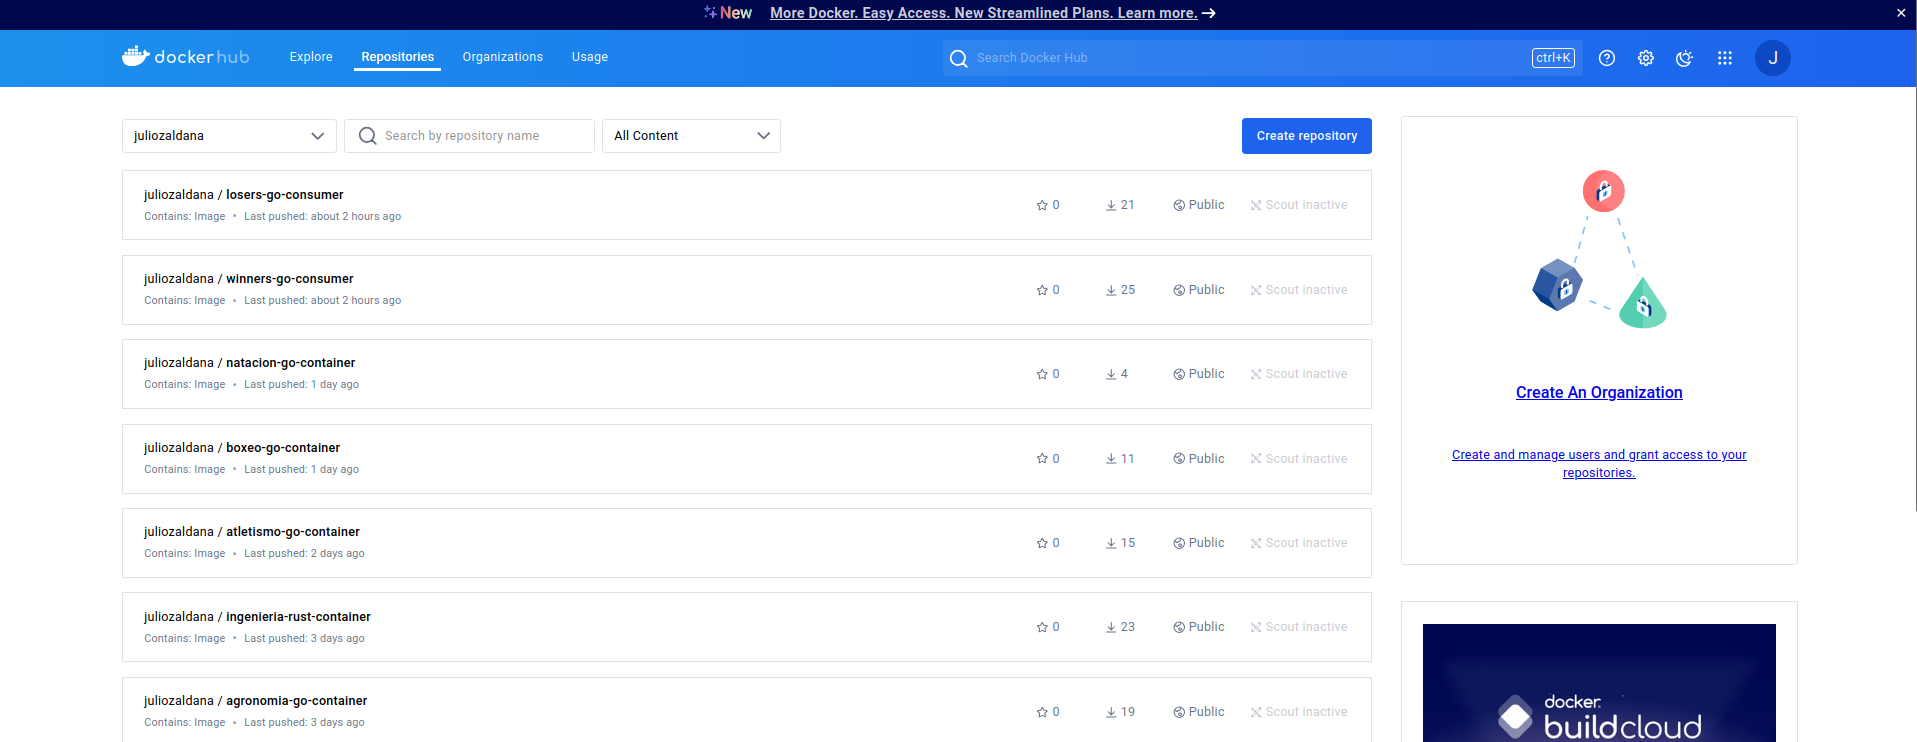 New More Docker. Easy Access. New Streamlined Plans. Learn more. → ×
docker hub Explore Repositories Organizations Usage Search Docker Hub ctrl+K ? J
juliozaldana Search by repository name All Content Create repository
juliozaldana / losers-go-consumer
Contains: Image • Last pushed: about 2 hours ago
0 21 Public Scout inactive
juliozaldana / winners-go-consumer
Contains: Image • Last pushed: about 2 hours ago
0 25 Public Scout inactive
juliozaldana / natacion-go-container
Contains: Image • Last pushed: 1 day ago
0 4 Public Scout inactive
juliozaldana / boxeo-go-container
Contains: Image • Last pushed: 1 day ago
0 11 Public Scout inactive
juliozaldana / atletismo-go-container
Contains: Image • Last pushed: 2 days ago
0 15 Public Scout inactive
juliozaldana / ingenieria-rust-container
Contains: Image • Last pushed: 3 days ago
0 23 Public Scout inactive
juliozaldana / agronomia-go-container
Contains: Image • Last pushed: 3 days ago
0 19 Public Scout inactive
Create An Organization
Create and manage users and grant access to your
repositories.
docker.
buildcloud